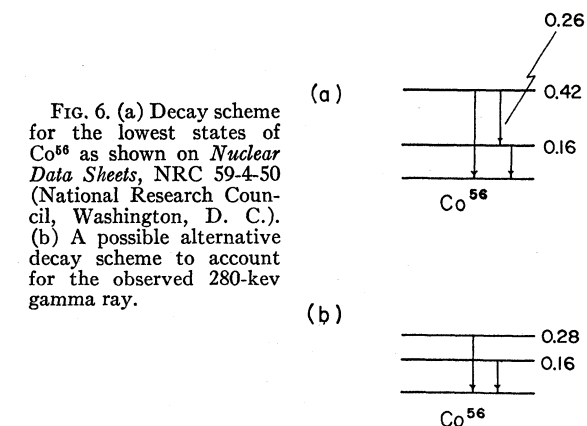 FIG. 6. (a) Decay scheme
for the lowest states of
Co⁵⁶ as shown on Nuclear
Data Sheets, NRC 59-4-50
(National Research Coun-
cil, Washington, D. C.).
(b) A possible alternative
decay scheme to account
for the observed 280-kev
gamma ray.
(a)
0.26
0.42
0.16
Co⁵⁶
(b)
0.28
0.16
Co⁵⁶